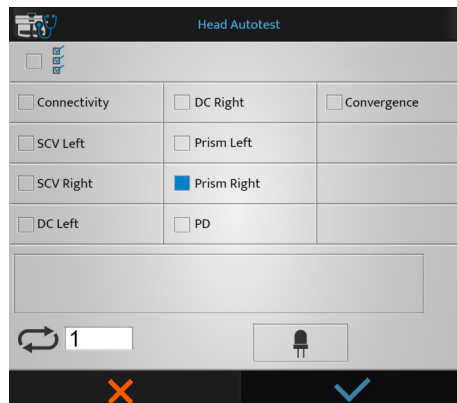 Head Autotest
Connectivity
DC Right
Convergence
SCV Left
Prism Left
SCV Right
Prism Right
DC Left
PD
1